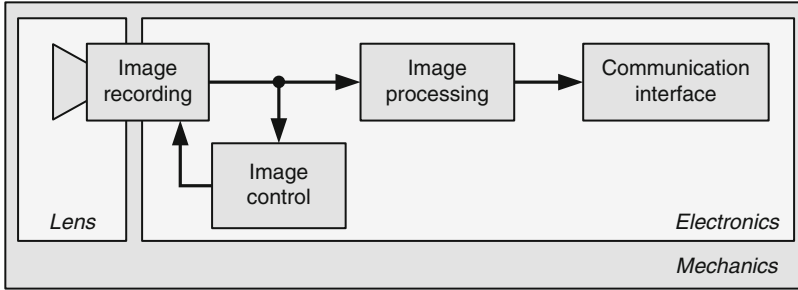 Image
recording
Image
processing
Communication
interface
Image
control
Lens
Electronics
Mechanics